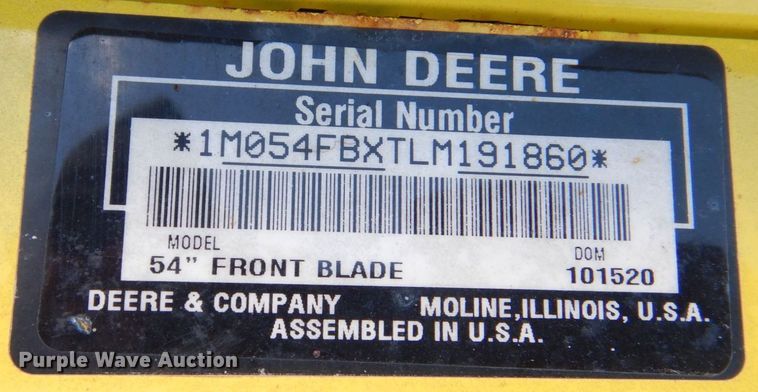 JOHN DEERE
Serial Number
*1M054FBXTLM191860*
MODEL DOM
54" FRONT BLADE 101520
DEERE & COMPANY MOLINE,ILLINOIS, U.S.A.
ASSEMBLED IN U.S.A.
Purple Wave Auction